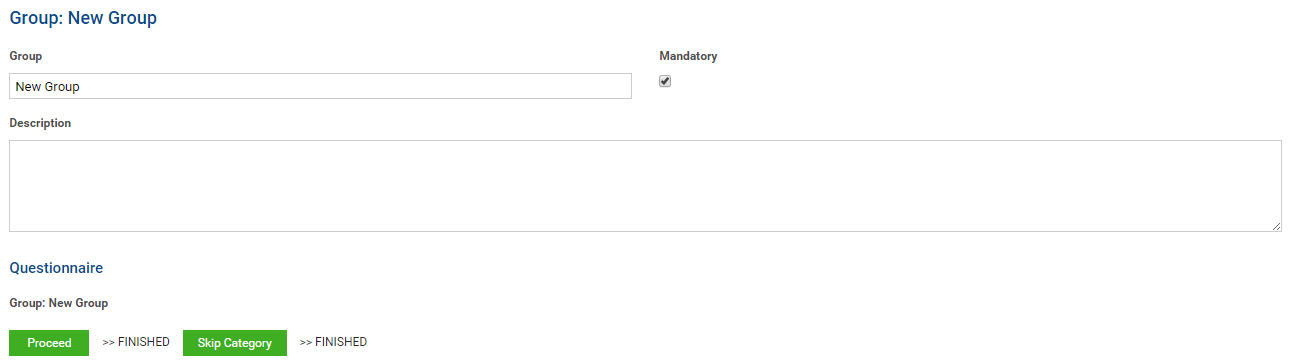 Group: New Group
Group Mandatory
New Group
Description
Questionnaire
Group: New Group
Proceed >> FINISHED Skip Category >> FINISHED